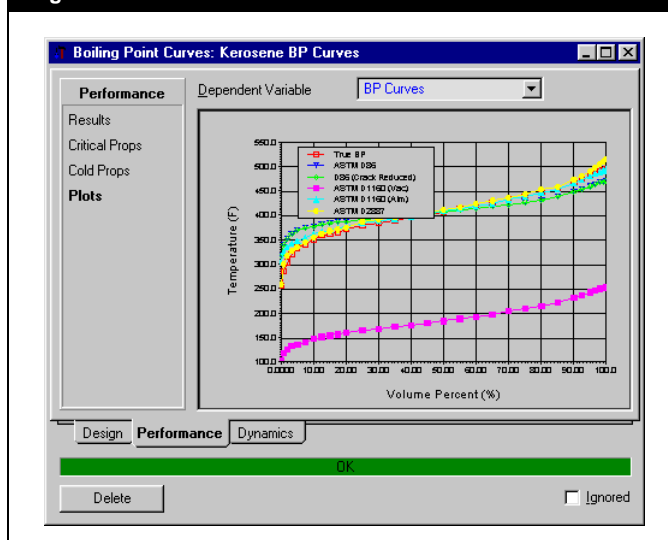 Boiling Point Curves: Kerosene BP Curves
Performance
Results
Critical Props
Cold Props
Plots
Dependent Variable
BP Curves
True BP
ASTM D86
D86 (Crack Reduced)
ASTM D1160 (Vac)
ASTM D1160 (Atm)
ASTM D2887
Temperature (F)
550.0
500.0
450.0
400.0
350.0
300.0
250.0
200.0
150.0
100.0
0.0000 10.00 20.00 30.00 40.00 50.00 60.00 70.00 80.00 90.00 100.0
Volume Percent (%)
Design Performance Dynamics
OK
Delete
Ignored